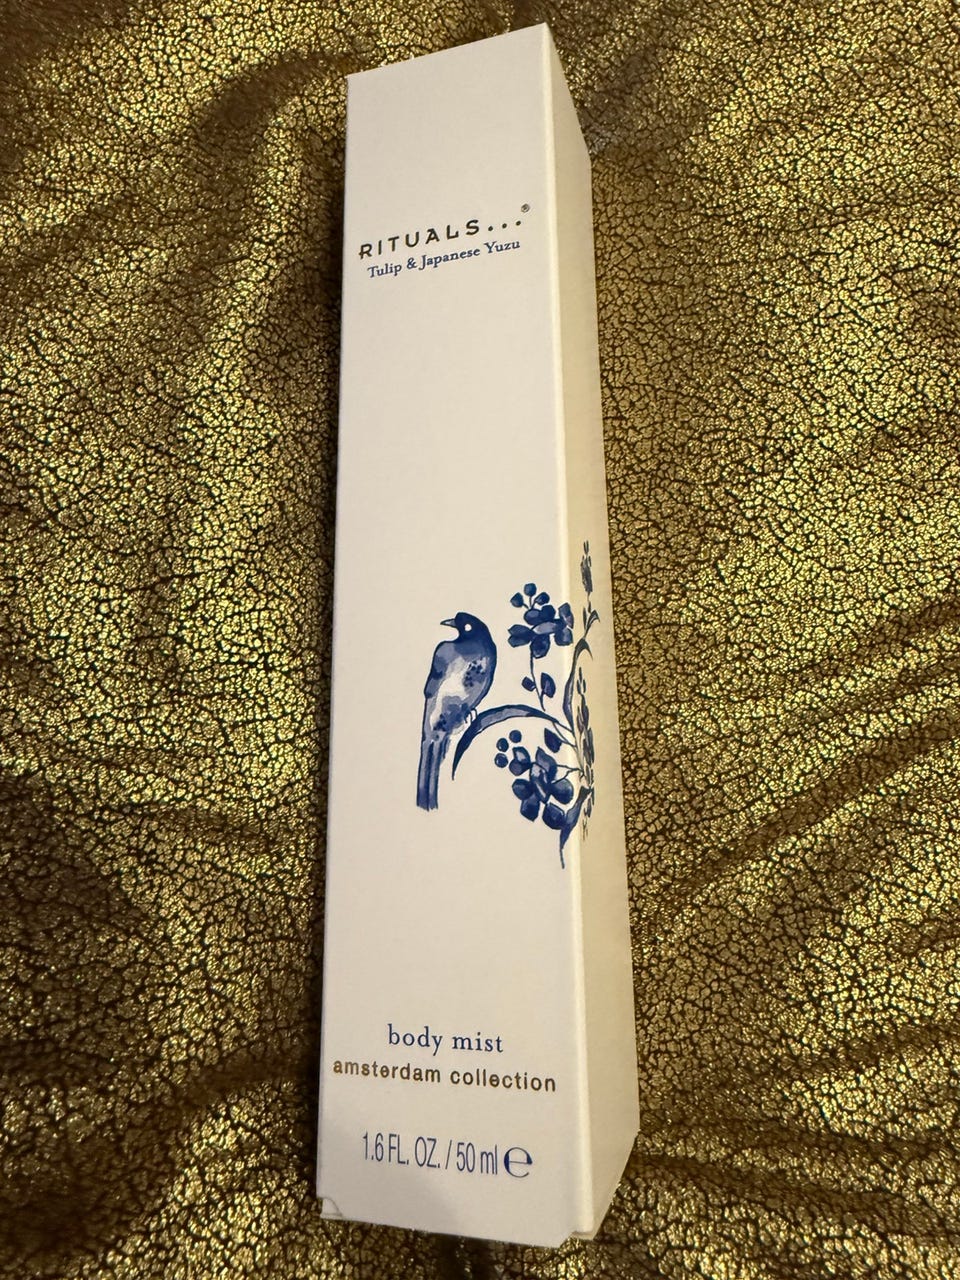 RITUALS...®
Tulip & Japanese Yuzu
body mist
amsterdam collection
1.6 FL. OZ. / 50 ml ℮